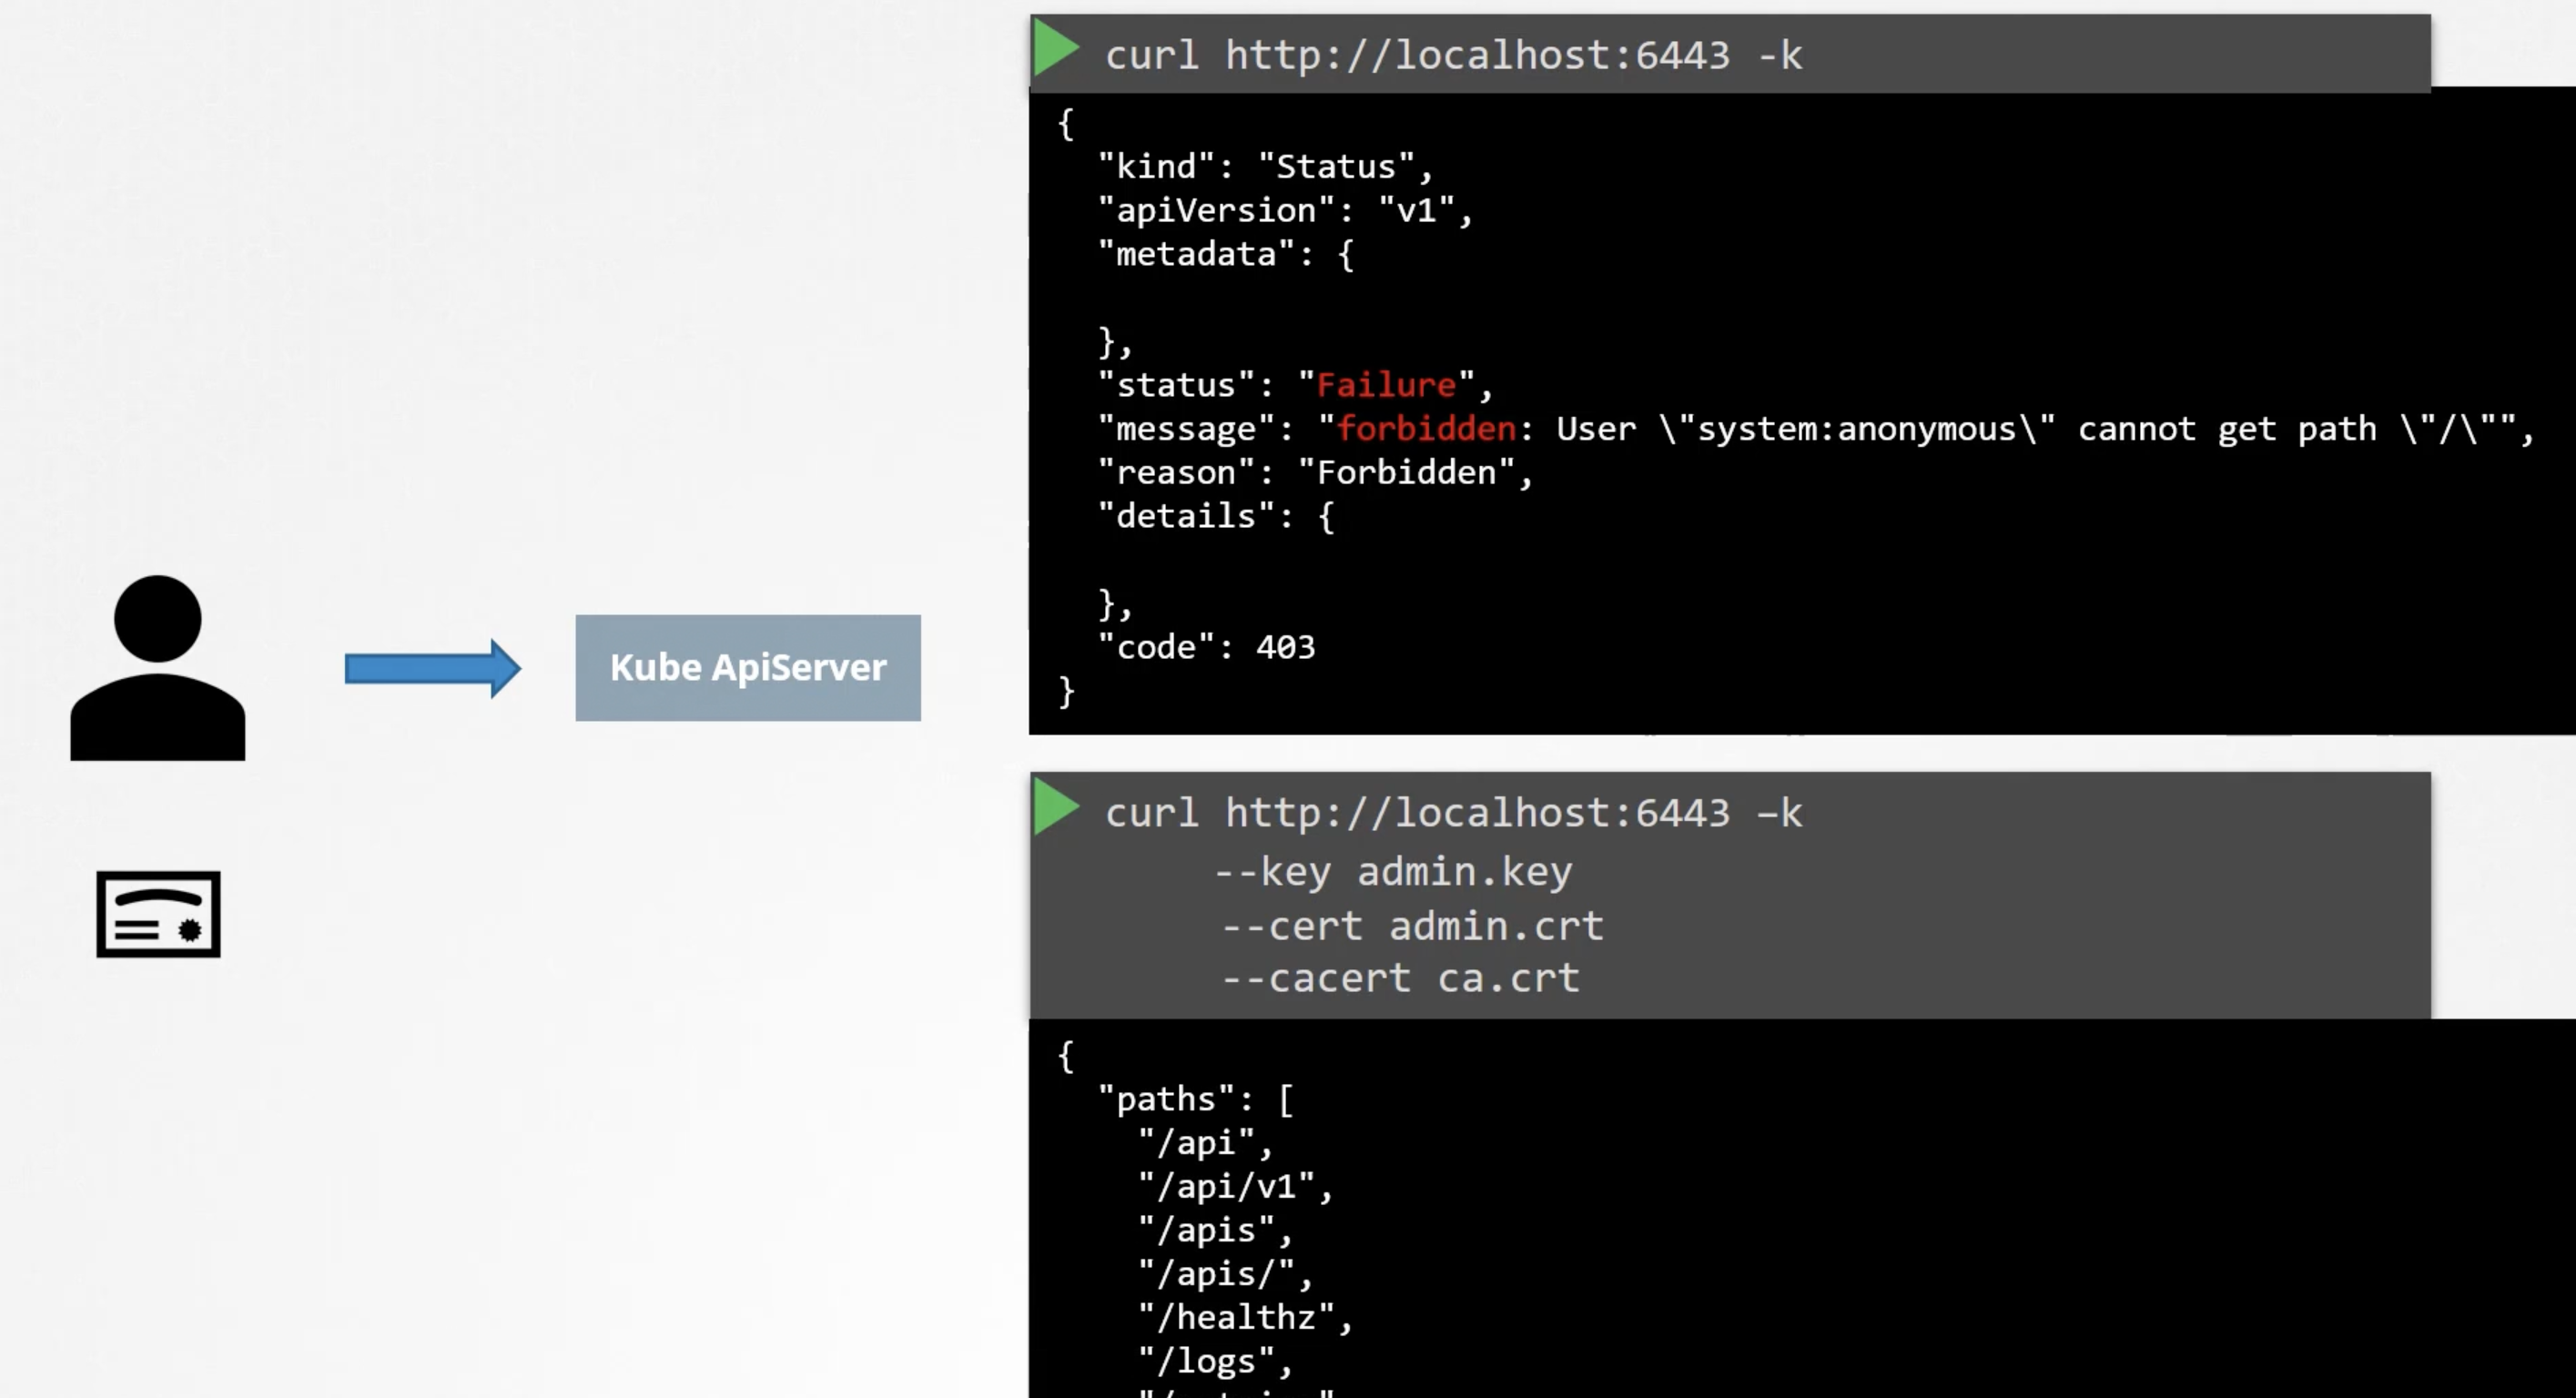 curl http://localhost:6443 -k
{
"kind": "Status",
"apiVersion": "v1",
"metadata": {
},
"status": "Failure",
"message": "forbidden: User \"system:anonymous\" cannot get path \"/\"",
"reason": "Forbidden",
"details": {
},
"code": 403
}
Kube ApiServer
curl http://localhost:6443 –k
--key admin.key
--cert admin.crt
--cacert ca.crt
{
"paths": [
"/api",
"/api/v1",
"/apis",
"/apis/",
"/healthz",
"/logs",